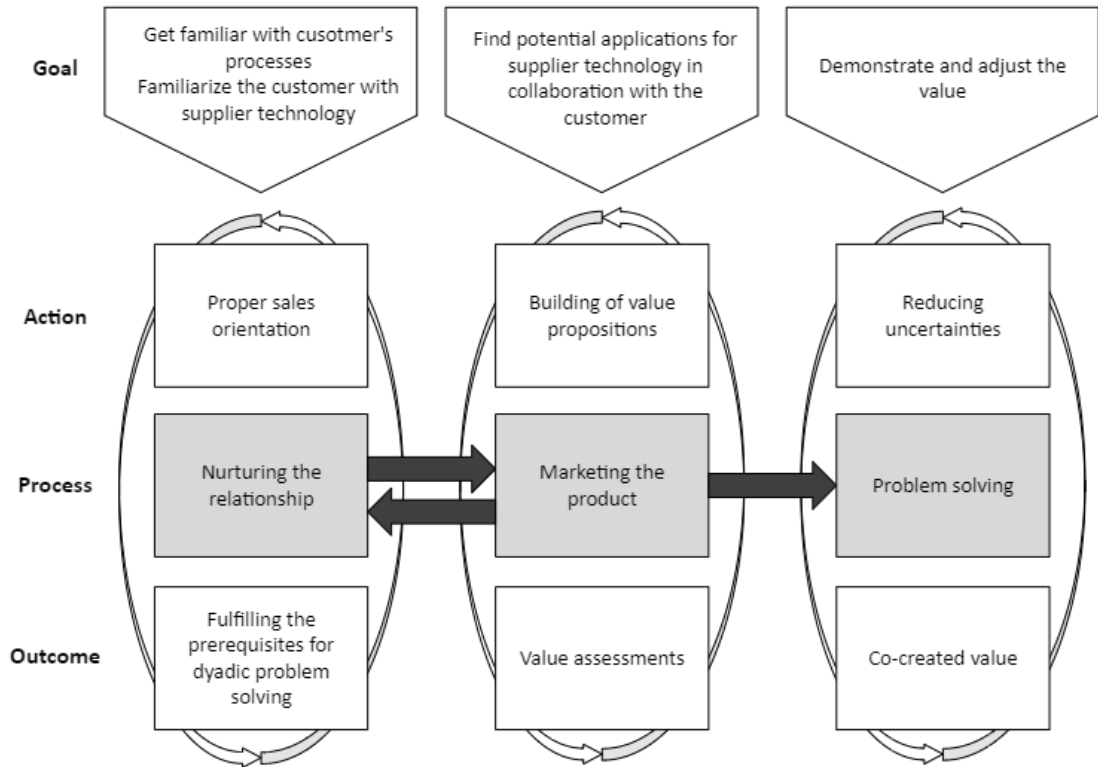 Goal
Get familiar with cusotmer's
processes
Familiarize the customer with
supplier technology
Find potential applications for
supplier technology in
collaboration with the
customer
Demonstrate and adjust the
value
Action
Proper sales
orientation
Building of value
propositions
Reducing
uncertainties
Process
Nurturing the
relationship
Marketing the
product
Problem solving
Outcome
Fulfilling the
prerequisites for
dyadic problem
solving
Value assessments
Co-created value